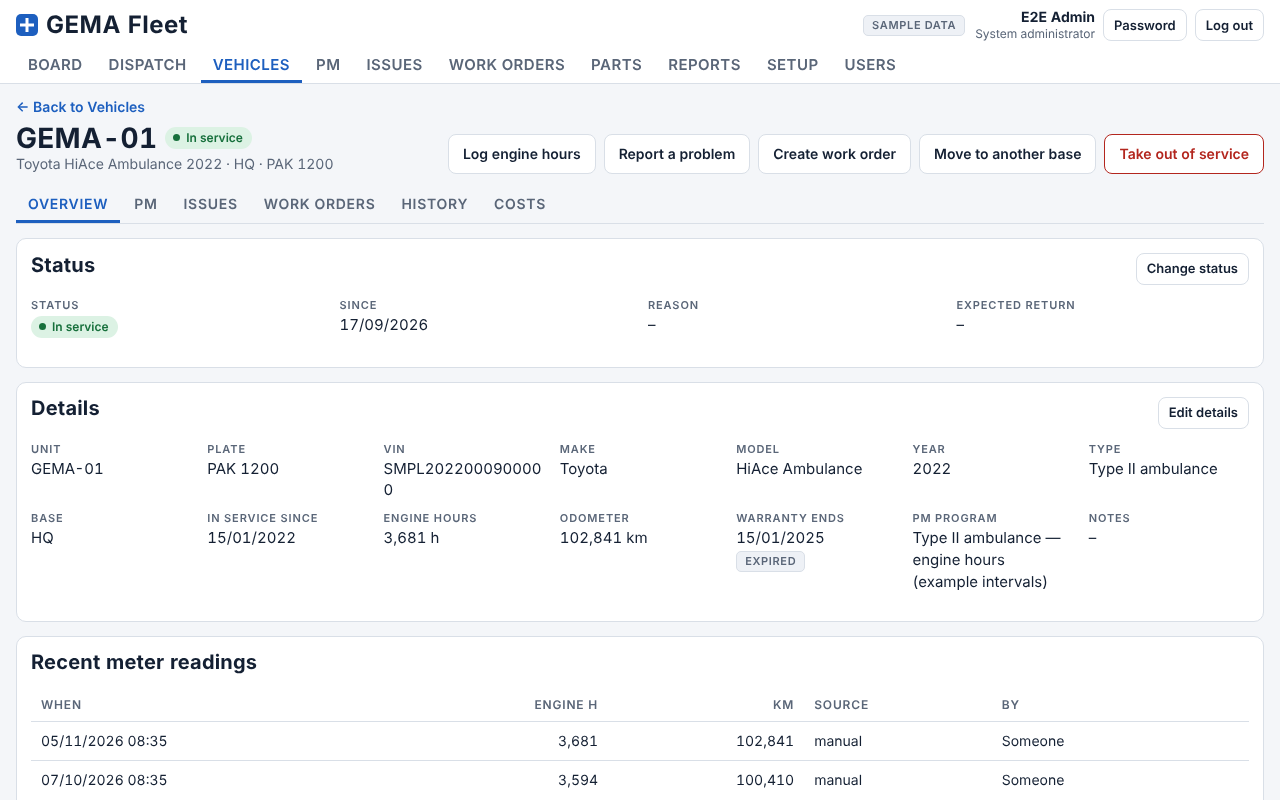 GEMA Fleet
SAMPLE DATA
E2E Admin
System administrator
Password
Log out
BOARD DISPATCH VEHICLES PM ISSUES WORK ORDERS PARTS REPORTS SETUP USERS
← Back to Vehicles
GEMA-01 In service
Toyota HiAce Ambulance 2022 · HQ · PAK 1200
Log engine hours Report a problem Create work order Move to another base Take out of service
OVERVIEW PM ISSUES WORK ORDERS HISTORY COSTS
Status
Change status
STATUS SINCE REASON EXPECTED RETURN
In service 17/09/2026 – –
Details
Edit details
UNIT PLATE VIN MAKE MODEL YEAR TYPE
GEMA-01 PAK 1200 SMPL202200090000 Toyota HiAce Ambulance 2022 Type II ambulance
0
BASE IN SERVICE SINCE ENGINE HOURS ODOMETER WARRANTY ENDS PM PROGRAM NOTES
HQ 15/01/2022 3,681 h 102,841 km 15/01/2025 Type II ambulance — –
EXPIRED engine hours
(example intervals)
Recent meter readings
WHEN ENGINE H KM SOURCE BY
05/11/2026 08:35 3,681 102,841 manual Someone
07/10/2026 08:35 3,594 100,410 manual Someone